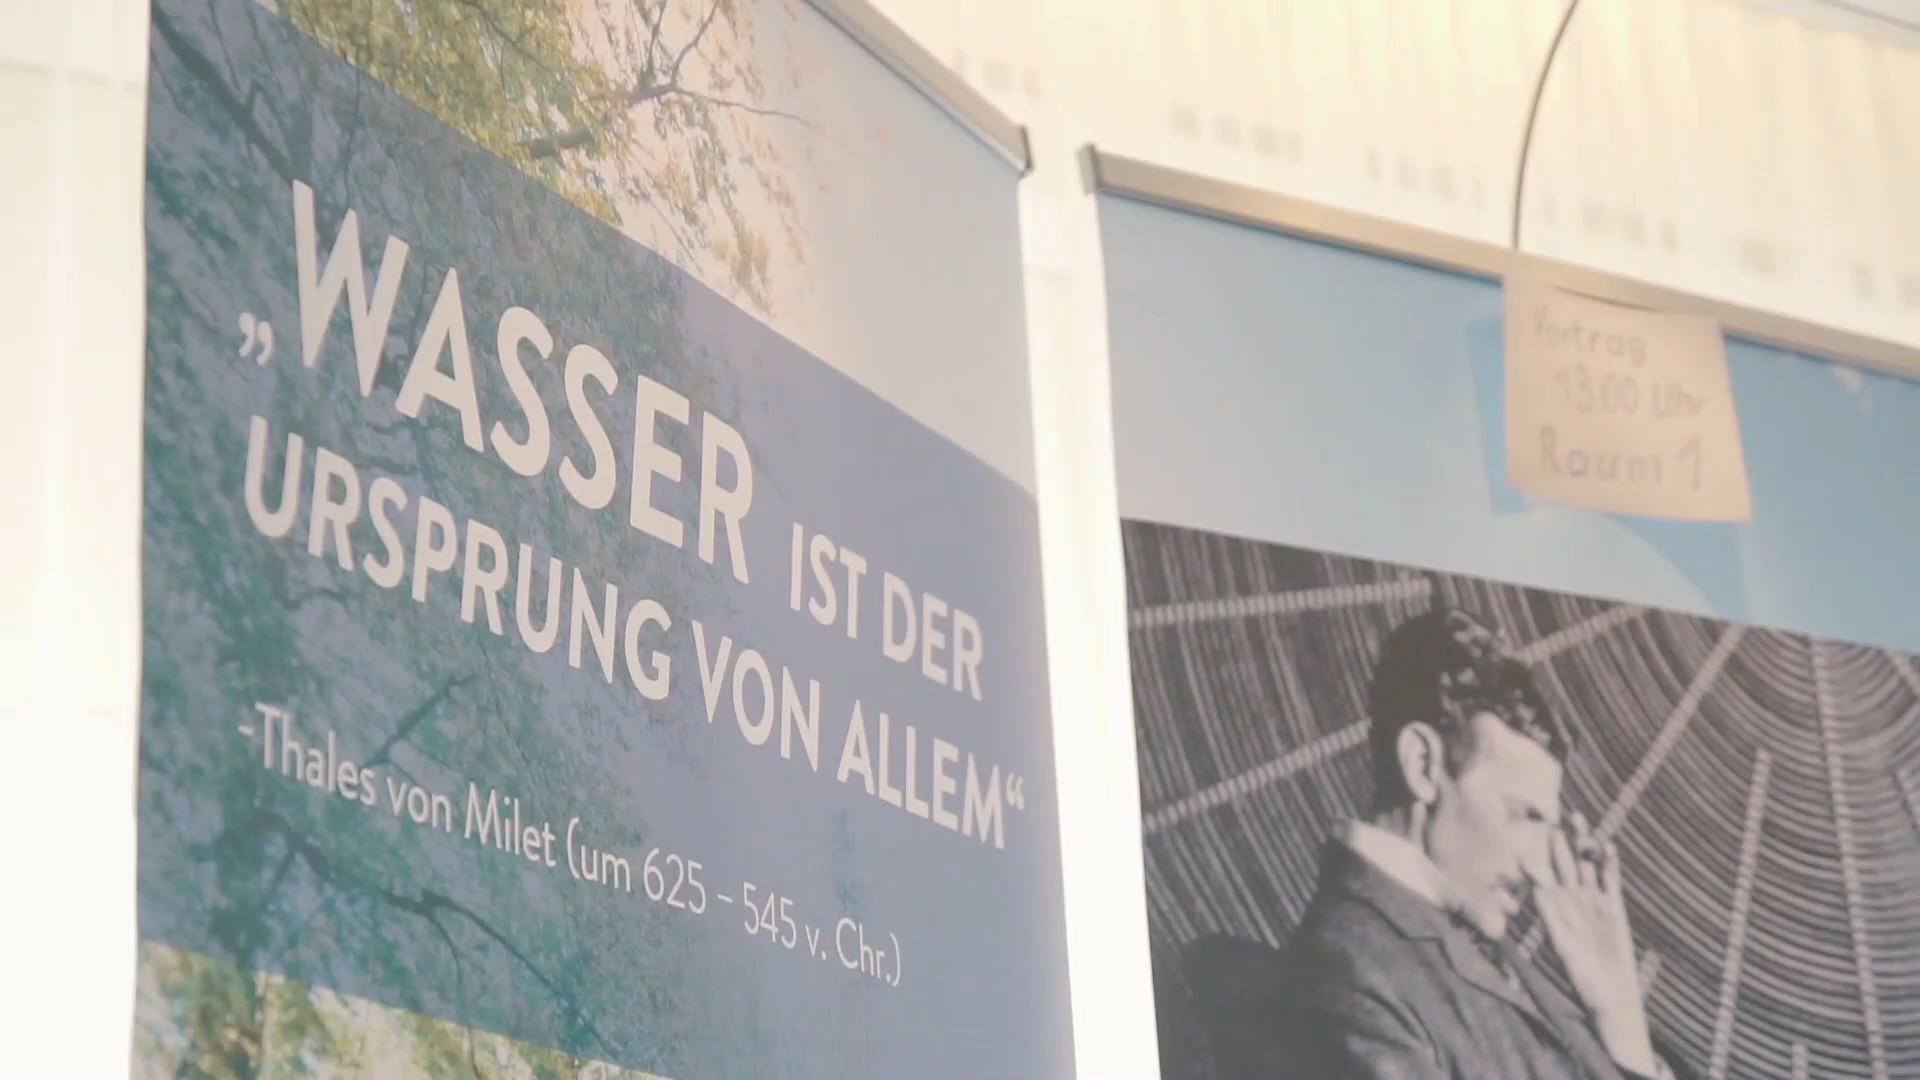 „WASSER IST DER
URSPRUNG VON ALLEM“
-Thales von Milet (um 625 – 545 v. Chr.)
Vortrag
13.00 Uhr
Raum 1